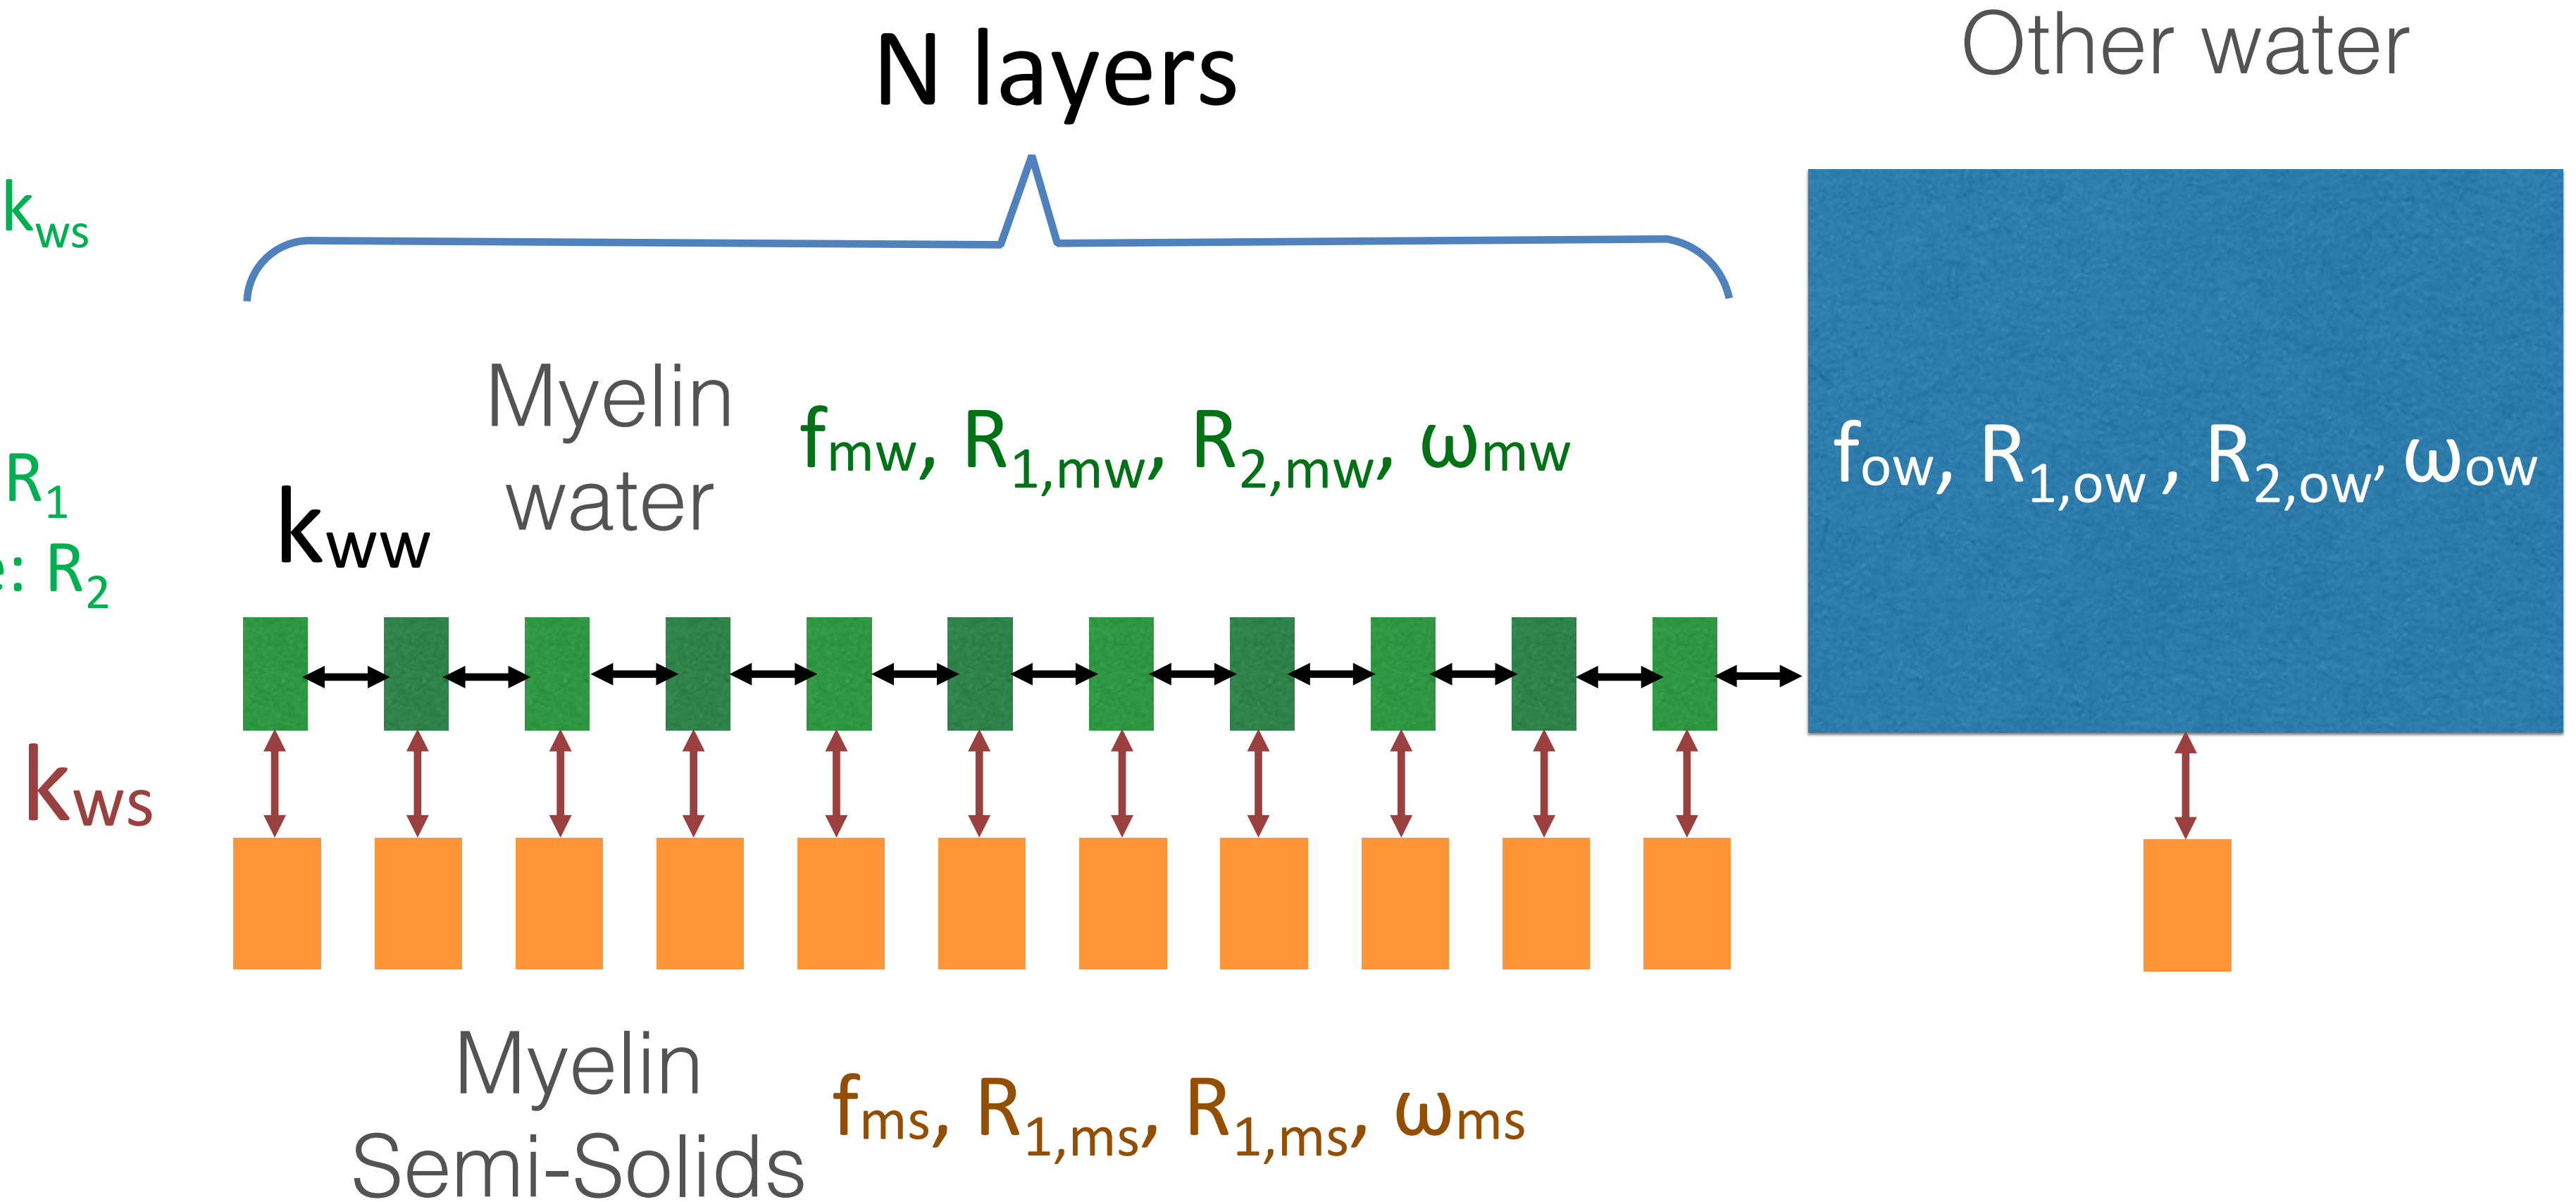 N layers
Other water
k_ws
Myelin
water
f_mw, R_1,mw, R_2,mw, ω_mw
f_ow, R_1,ow, R_2,ow, ω_ow
R_1
k_ww
e: R_2
k_ws
Myelin
Semi-Solids
f_ms, R_1,ms, R_1,ms, ω_ms